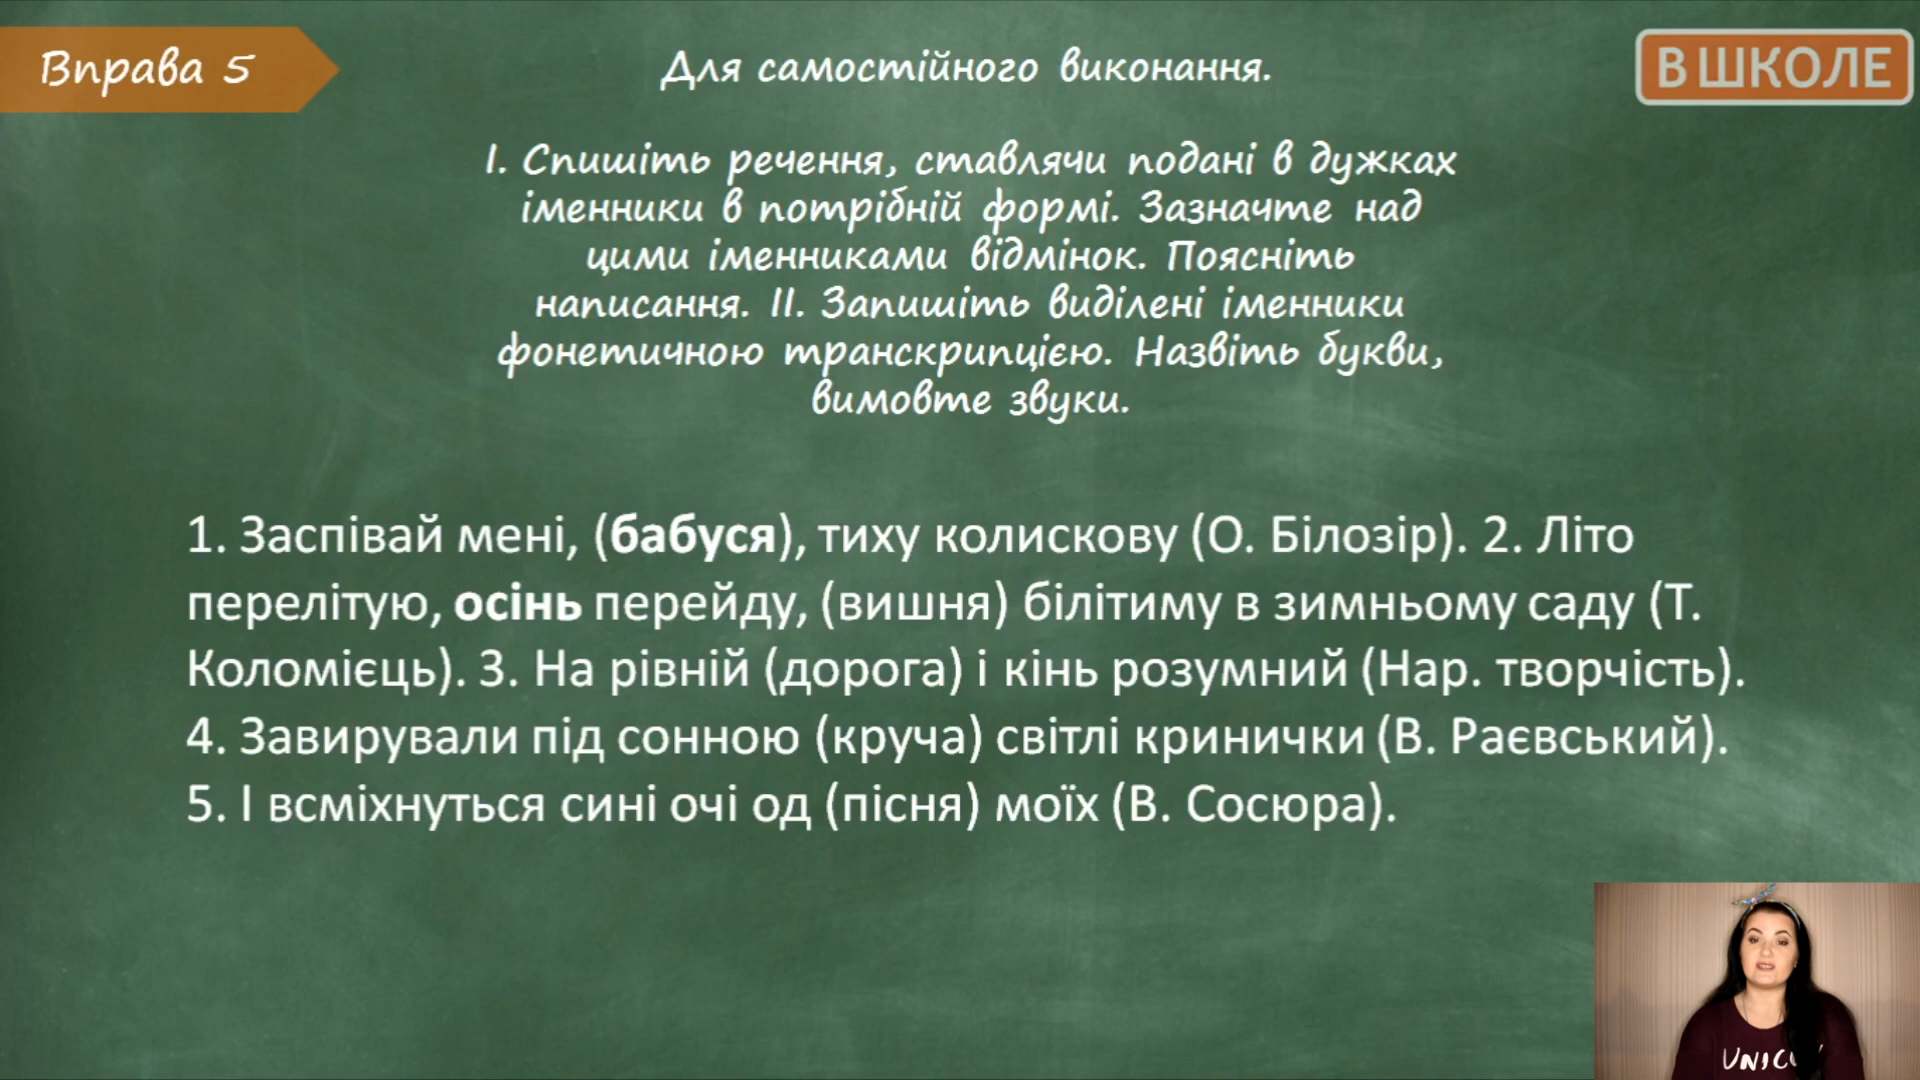 Вправа 5
Для самостійного виконання.
В ШКОЛЕ
І. Спишіть речення, ставлячи подані в дужках
іменники в потрібній формі. Зазначте над
цими іменниками відмінок. Поясніть
написання. ІІ. Запишіть виділені іменники
фонетичною транскрипцією. Назвіть букви,
вимовте звуки.
1. Заспівай мені, (бабуся), тиху колискову (О. Білозір). 2. Літо
перелітую, осінь перейду, (вишня) білітиму в зимньому саду (Т.
Коломієць). 3. На рівній (дорога) і кінь розумний (Нар. творчість).
4. Завирували під сонною (круча) світлі кринички (В. Раєвський).
5. І всміхнуться сині очі од (пісня) моїх (В. Сосюра).